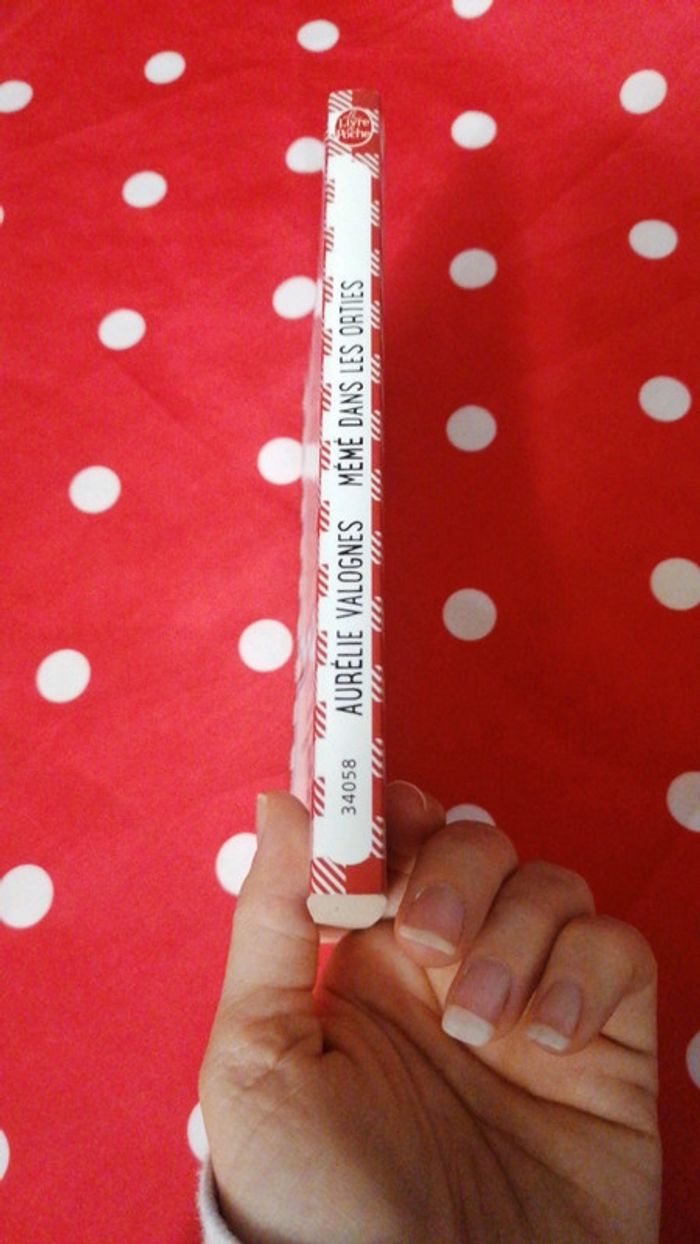 Le
Livre
de
Poche
34058
AURÉLIE VALOGNES
MÉMÉ DANS LES ORTIES